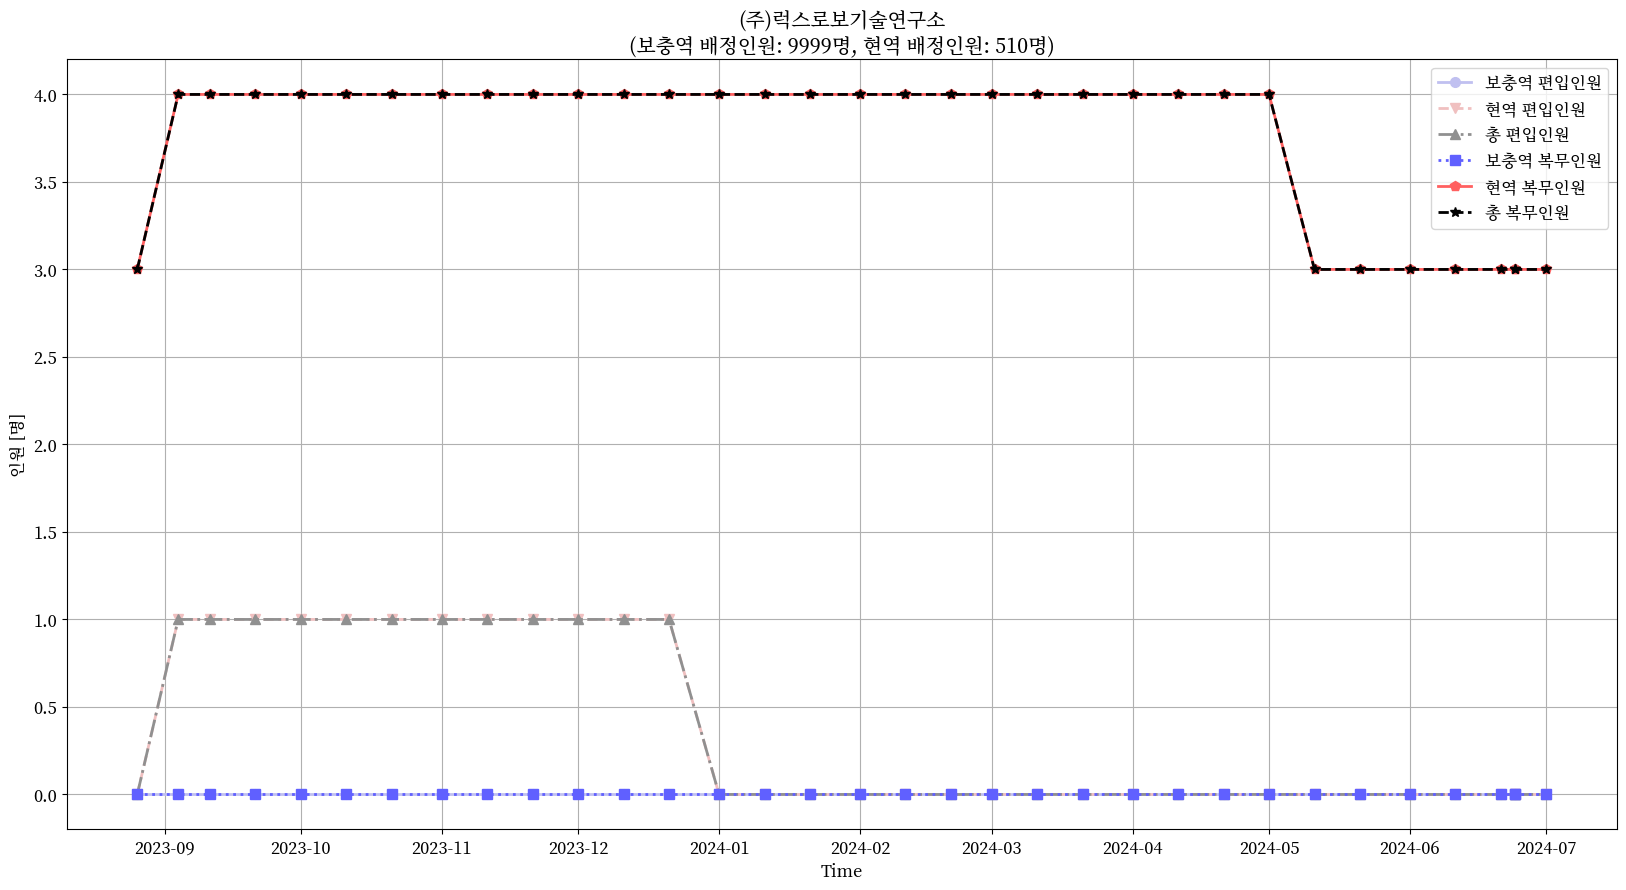 (주)럭스로보기술연구소
(보충역 배정인원: 9999명, 현역 배정인원: 510명)
보충역 편입인원
현역 편입인원
총 편입인원
보충역 복무인원
현역 복무인원
총 복무인원
4.0
3.5
3.0
2.5
2.0
1.5
1.0
0.5
0.0
인원 [명]
2023-09 2023-10 2023-11 2023-12 2024-01 2024-02 2024-03 2024-04 2024-05 2024-06 2024-07
Time